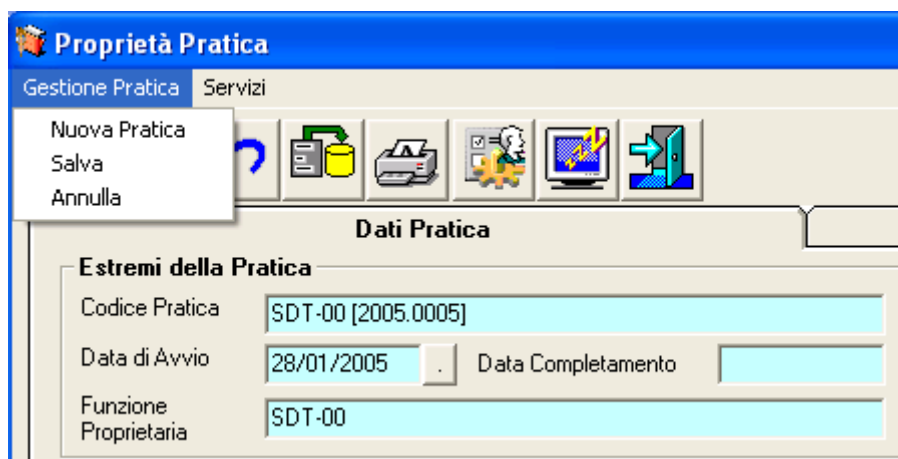 Proprietà Pratica
Gestione Pratica Servizi
Nuova Pratica
Salva
Annulla
Dati Pratica
Estremi della Pratica
Codice Pratica SDT-00 [2005.0005]
Data di Avvio 28/01/2005 . Data Completamento
Funzione
Proprietaria SDT-00